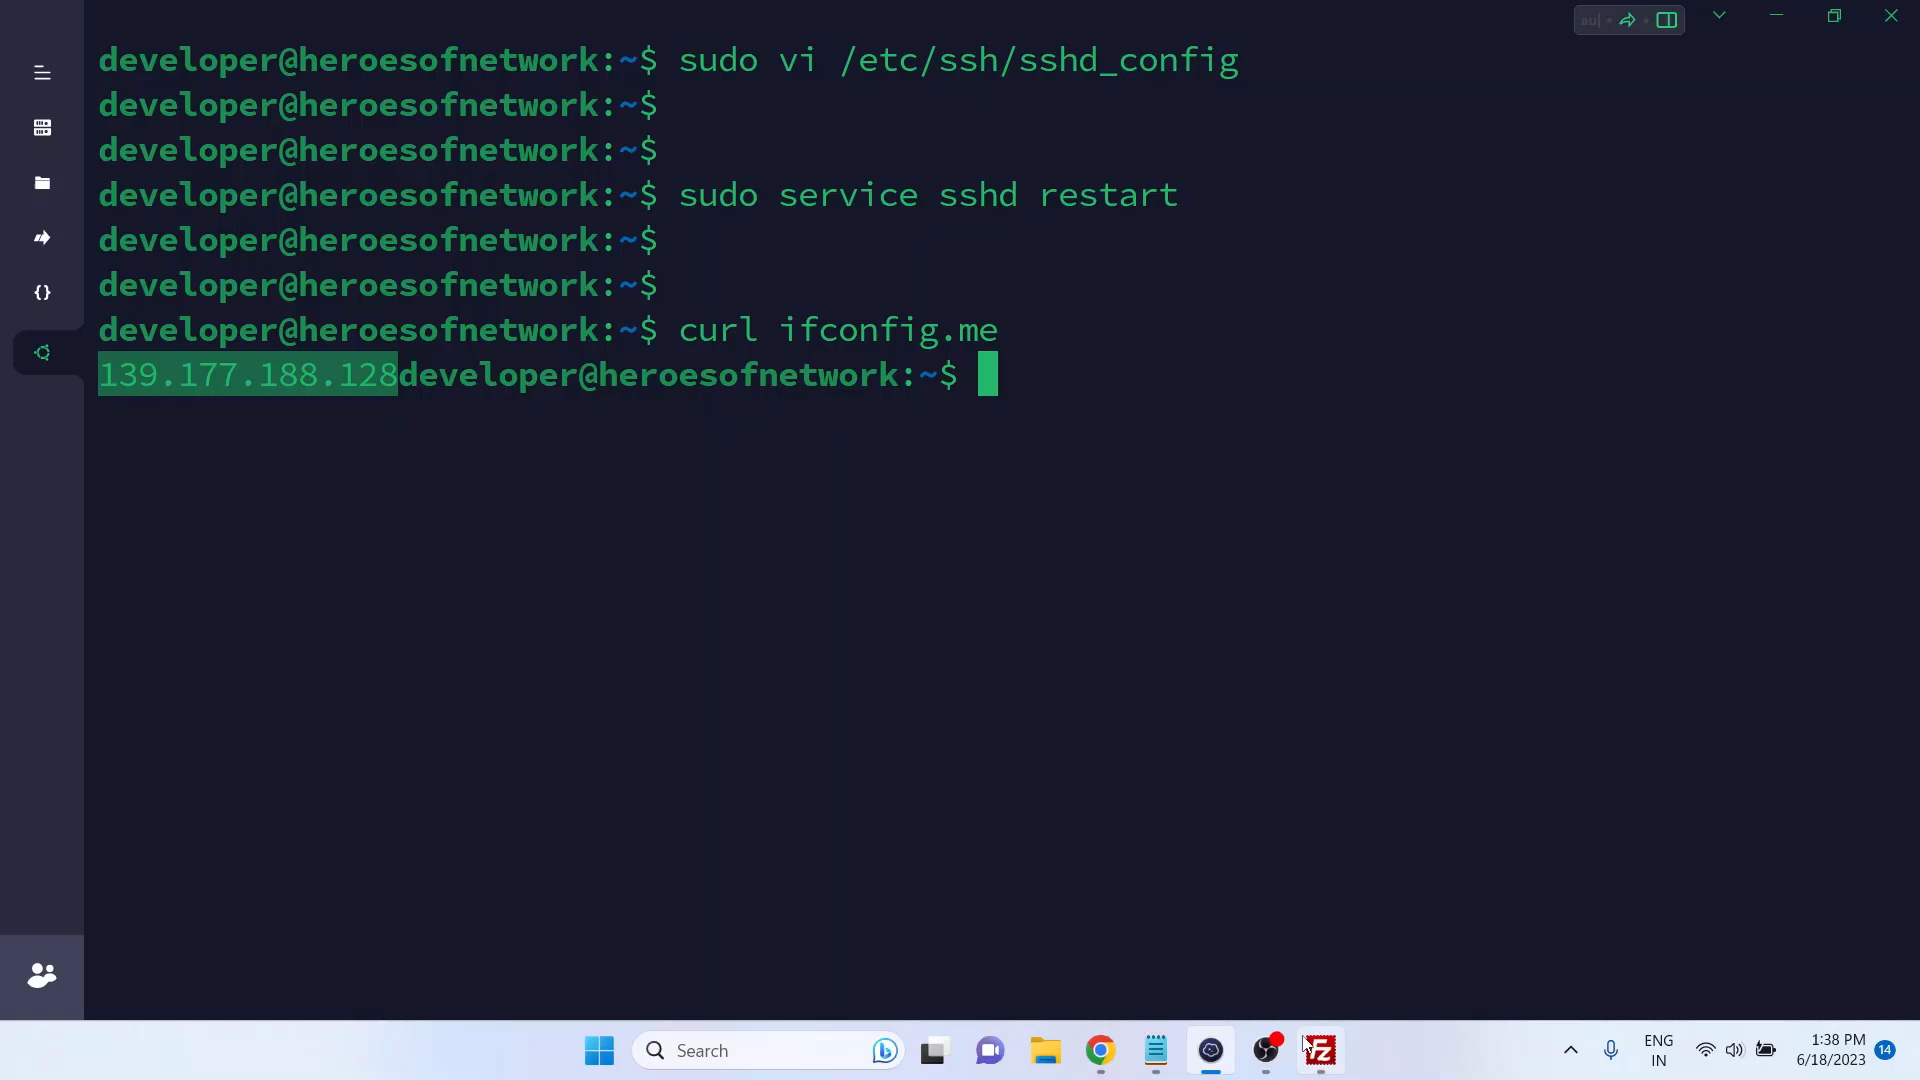 au|
developer@heroesofnetwork:~$ sudo vi /etc/ssh/sshd_config
developer@heroesofnetwork:~$
developer@heroesofnetwork:~$
developer@heroesofnetwork:~$ sudo service sshd restart
developer@heroesofnetwork:~$
developer@heroesofnetwork:~$
developer@heroesofnetwork:~$ curl ifconfig.me
139.177.188.128developer@heroesofnetwork:~$
Search
Fz
ENG
IN
1:38 PM
6/18/2023
14